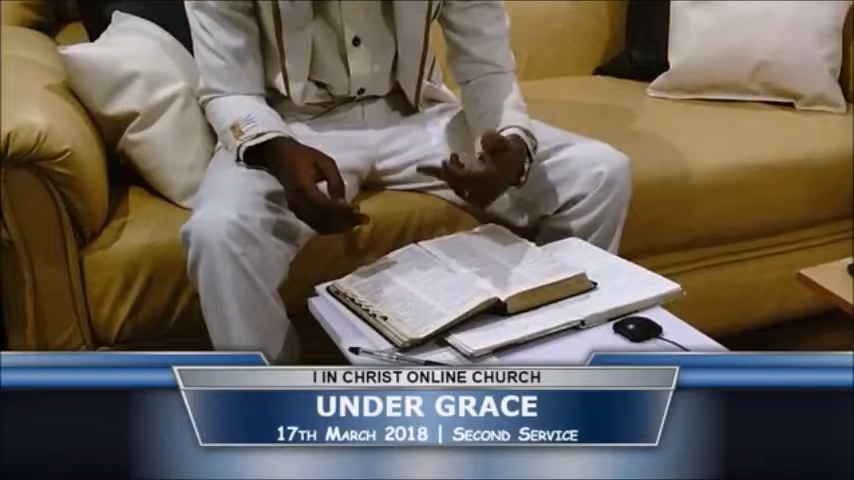 I IN CHRIST ONLINE CHURCH
UNDER GRACE
17TH MARCH 2018 | SECOND SERVICE